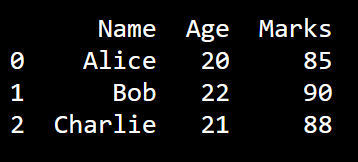 Name Age Marks
0 Alice 20 85
1 Bob 22 90
2 Charlie 21 88